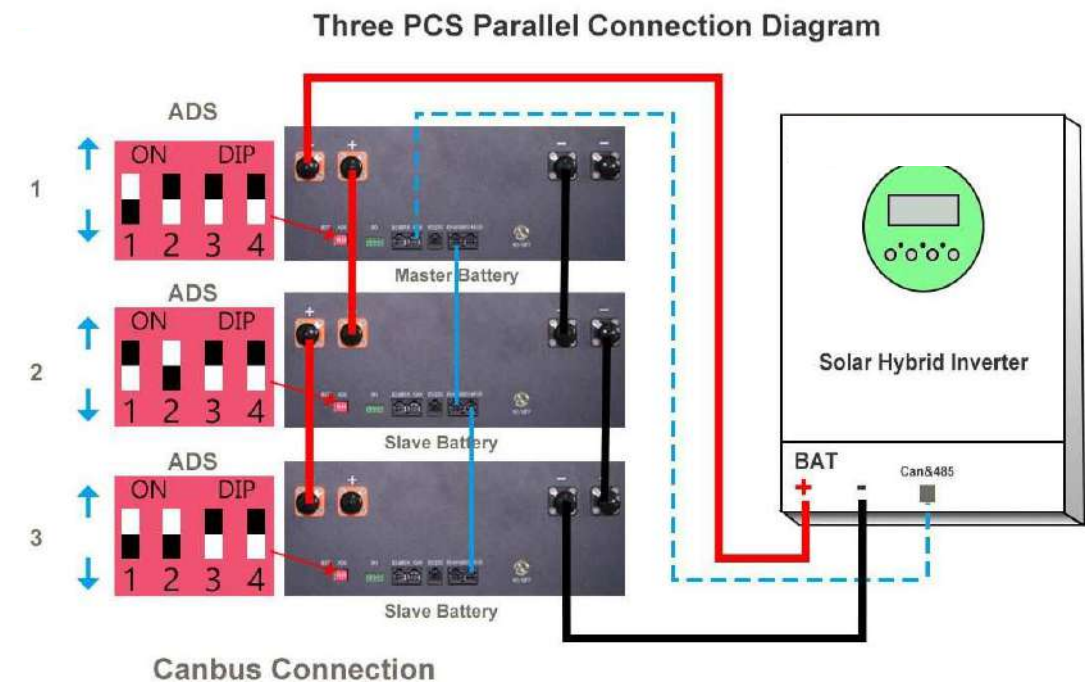 Three PCS Parallel Connection Diagram
ADS
ON DIP
1
1 2 3 4
+
-
-
Master Battery
ADS
ON DIP
2
1 2 3 4
+
-
Slave Battery
ADS
ON DIP
3
1 2 3 4
+
-
Slave Battery
Solar Hybrid Inverter
BAT
Can&485
+ -
Canbus Connection